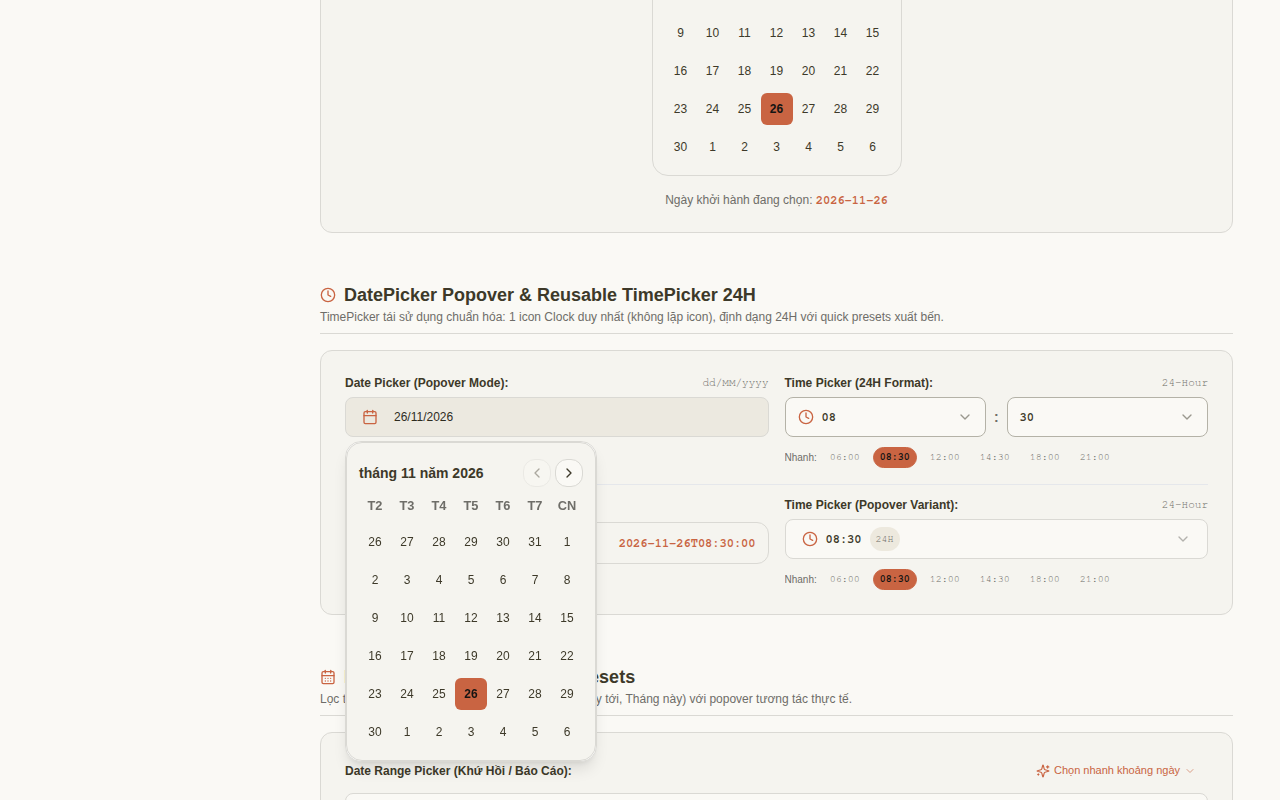 9 10 11 12 13 14 15
16 17 18 19 20 21 22
23 24 25 26 27 28 29
30 1 2 3 4 5 6
Ngày khởi hành đang chọn: 2026-11-26
DatePicker Popover & Reusable TimePicker 24H
TimePicker tái sử dụng chuẩn hóa: 1 icon Clock duy nhất (không lặp icon), định dạng 24H với quick presets xuất bến.
Date Picker (Popover Mode): dd/MM/yyyy
26/11/2026
Time Picker (24H Format): 24-Hour
08 : 30
Nhanh: 06:00 08:30 12:00 14:30 18:00 21:00
tháng 11 năm 2026
T2 T3 T4 T5 T6 T7 CN
26 27 28 29 30 31 1
2 3 4 5 6 7 8
9 10 11 12 13 14 15
16 17 18 19 20 21 22
23 24 25 26 27 28 29
30 1 2 3 4 5 6
2026-11-26T08:30:00
Time Picker (Popover Variant): 24-Hour
08:30 24H
Nhanh: 06:00 08:30 12:00 14:30 18:00 21:00
Lọc
tới, Tháng này) với popover tương tác thực tế.
Date Range Picker (Khứ Hồi / Báo Cáo):
Chọn nhanh khoảng ngày